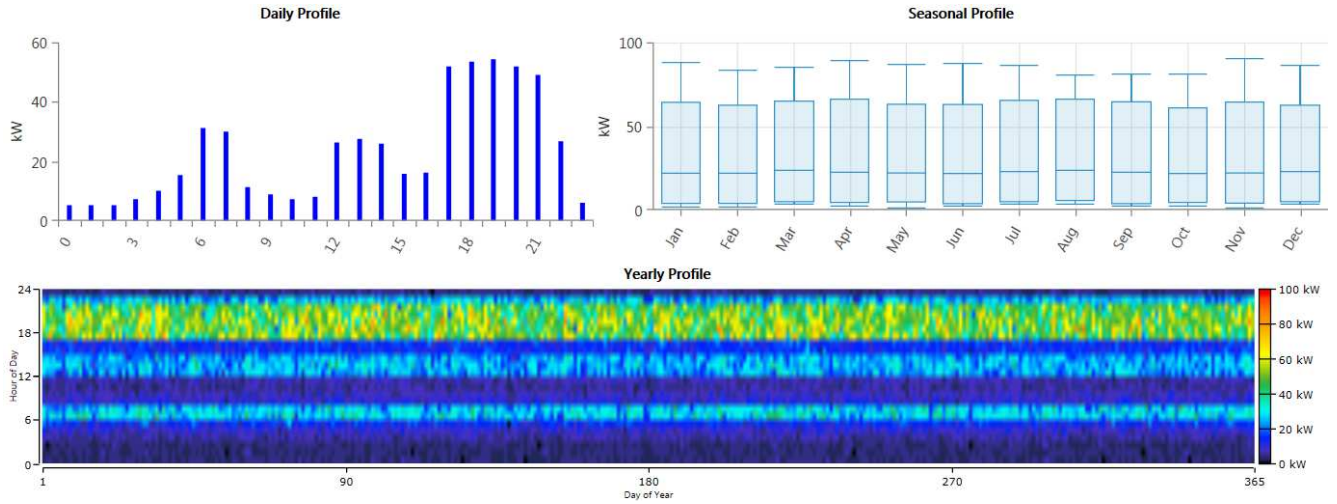 Daily Profile
60
40
20
0
kW
0 3 6 9 12 15 18 21
Seasonal Profile
100
50
0
kW
Jan Feb Mar Apr May Jun Jul Aug Sep Oct Nov Dec
Yearly Profile
24
18
12
6
0
Hour of Day
1 90 180 270 365
Day of Year
100 kW
80 kW
60 kW
40 kW
20 kW
0 kW